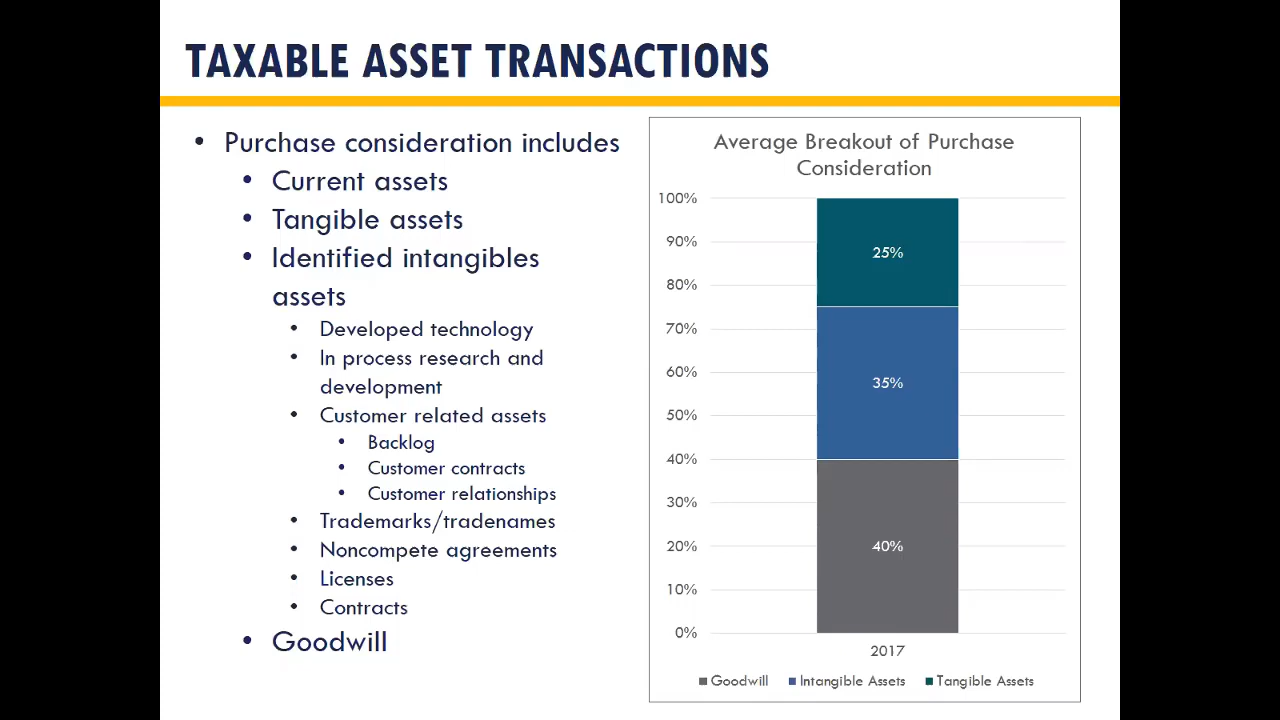 TAXABLE ASSET TRANSACTIONS
• Purchase consideration includes
• Current assets
• Tangible assets
• Identified intangibles
assets
• Developed technology
• In process research and
development
• Customer related assets
• Backlog
• Customer contracts
• Customer relationships
• Trademarks/tradenames
• Noncompete agreements
• Licenses
• Contracts
• Goodwill
Average Breakout of Purchase
Consideration
100%
90%
80%
70%
60%
50%
40%
30%
20%
10%
0%
25%
35%
40%
2017
Goodwill Intangible Assets Tangible Assets